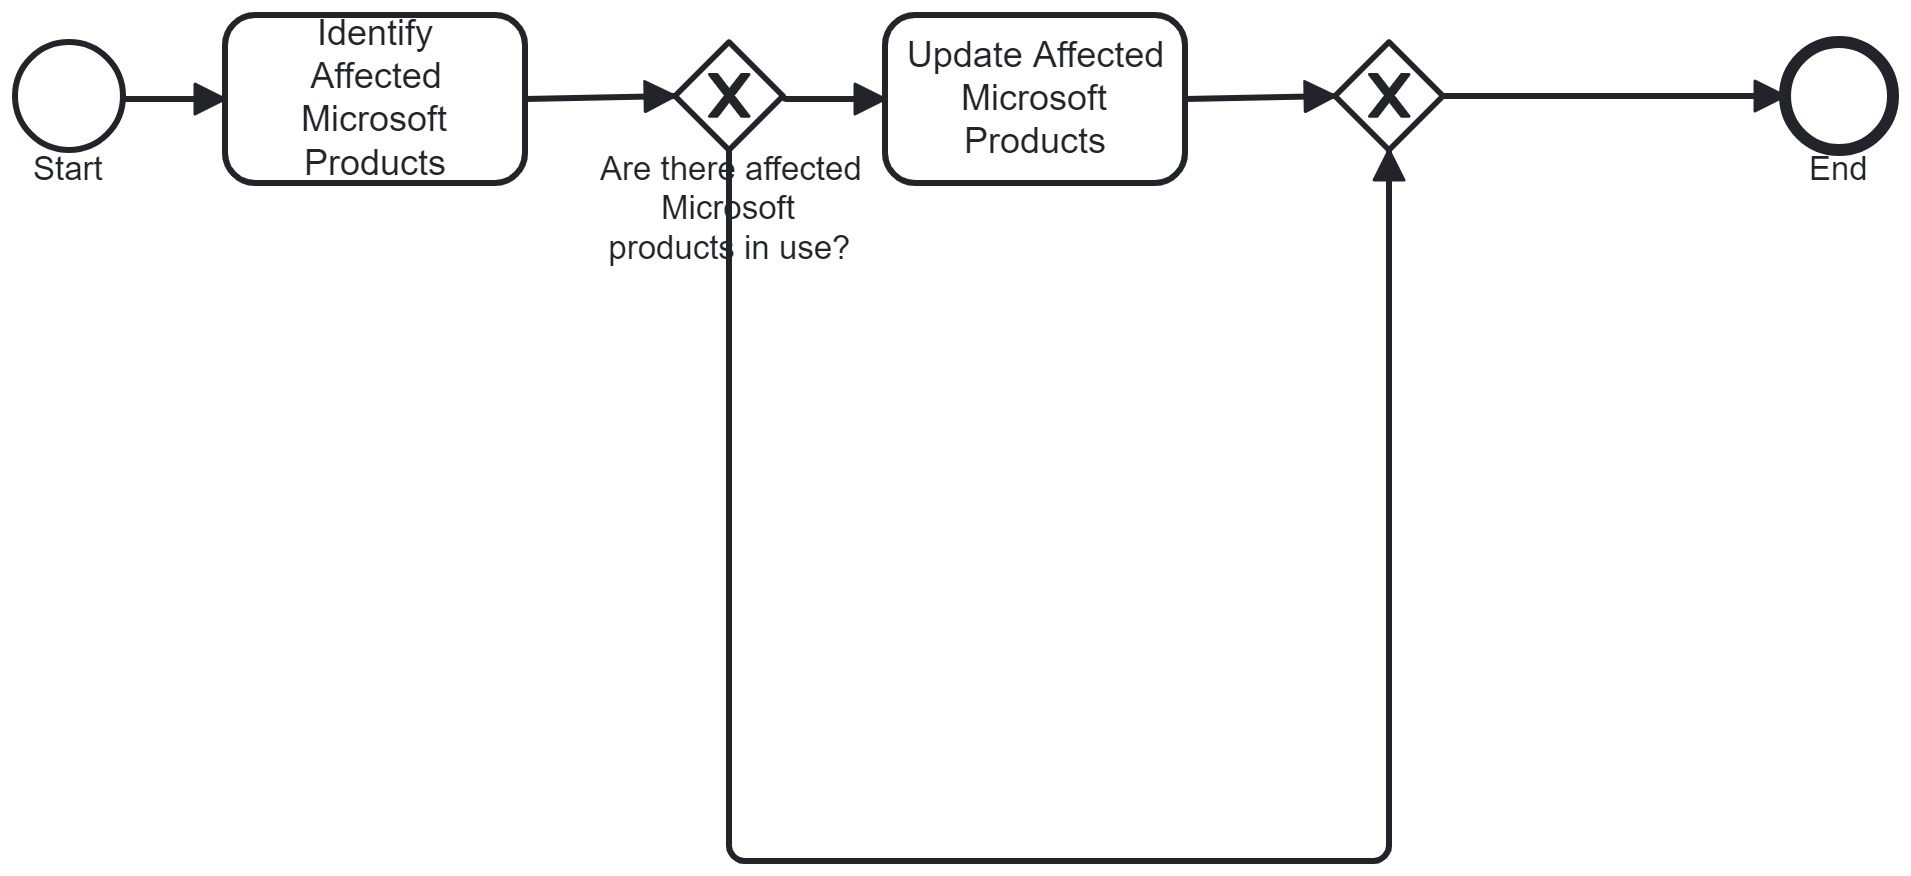 Identify
Affected
Microsoft
Products
Start
X
Are there affected
Microsoft
products in use?
Update Affected
Microsoft
Products
X
End